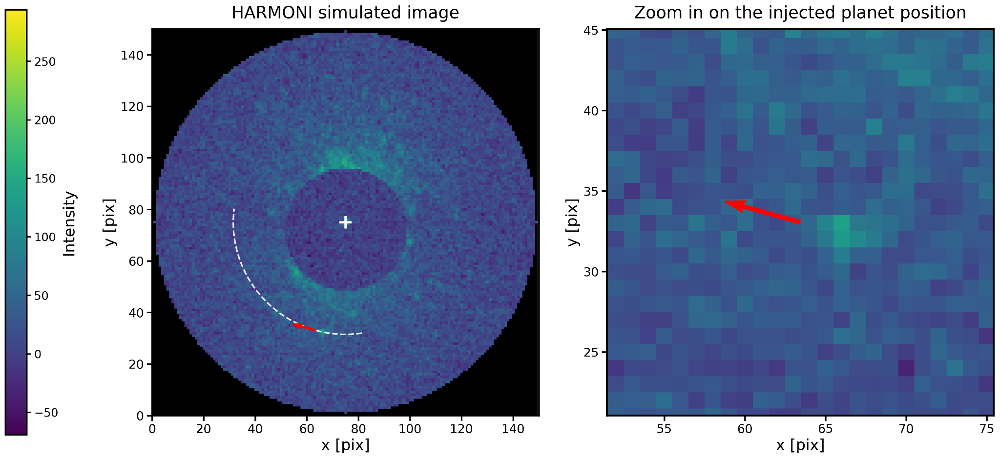 HARMONI simulated image
Zoom in on the injected planet position
250
200
150
100
50
0
−50
Intensity
140
120
100
80
60
40
20
0
y [pix]
0 20 40 60 80 100 120 140
x [pix]
45
40
35
30
25
y [pix]
55 60 65 70 75
x [pix]